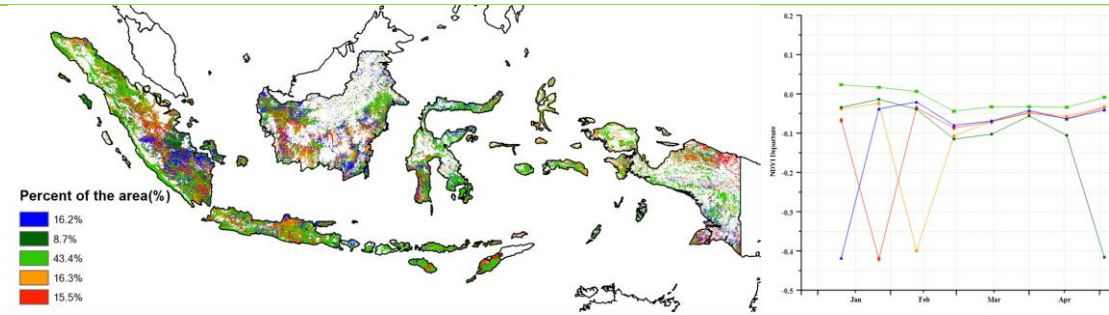 Percent of the area(%)
16.2%
8.7%
43.4%
16.3%
15.5%
NDVI Departure
0.2
0.1
0.0
-0.1
-0.2
-0.3
-0.4
-0.5
Jan
Feb
Mar
Apr